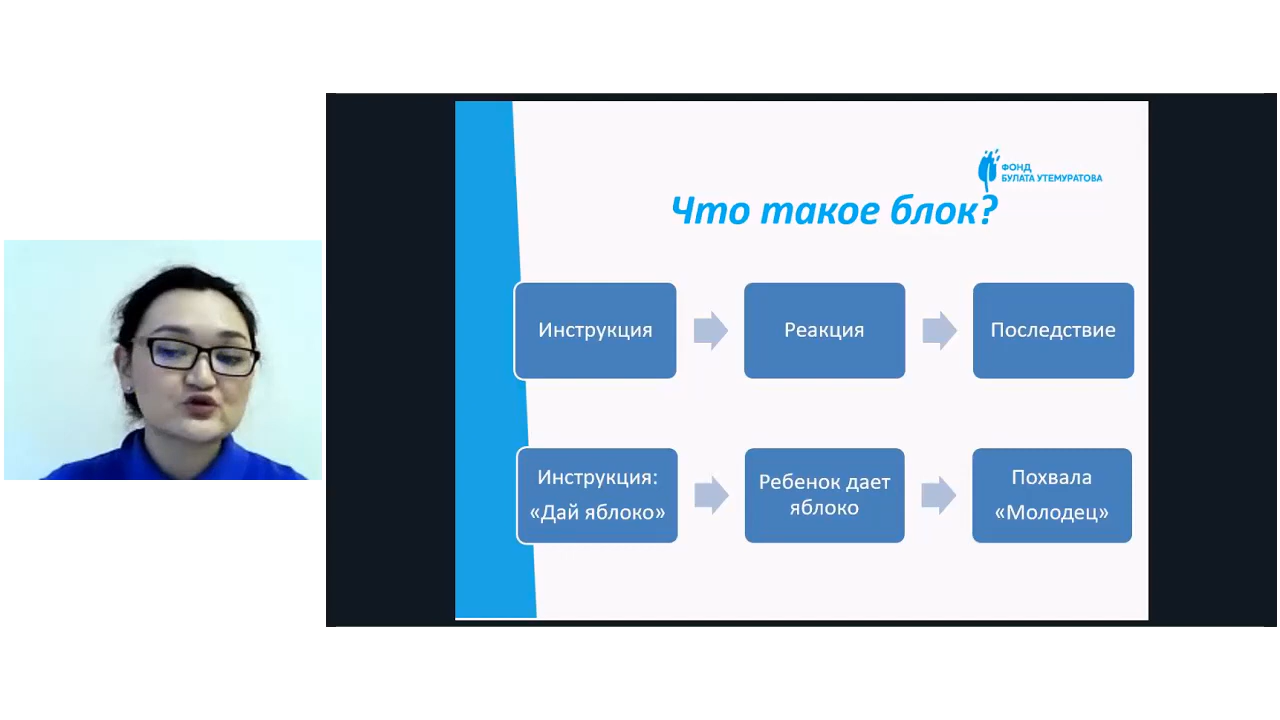 ФОНД
БУЛАТА УТЕМУРАТОВА
Что такое блок?
Инструкция
Реакция
Последствие
Инструкция:
«Дай яблоко»
Ребенок дает
яблоко
Похвала
«Молодец»